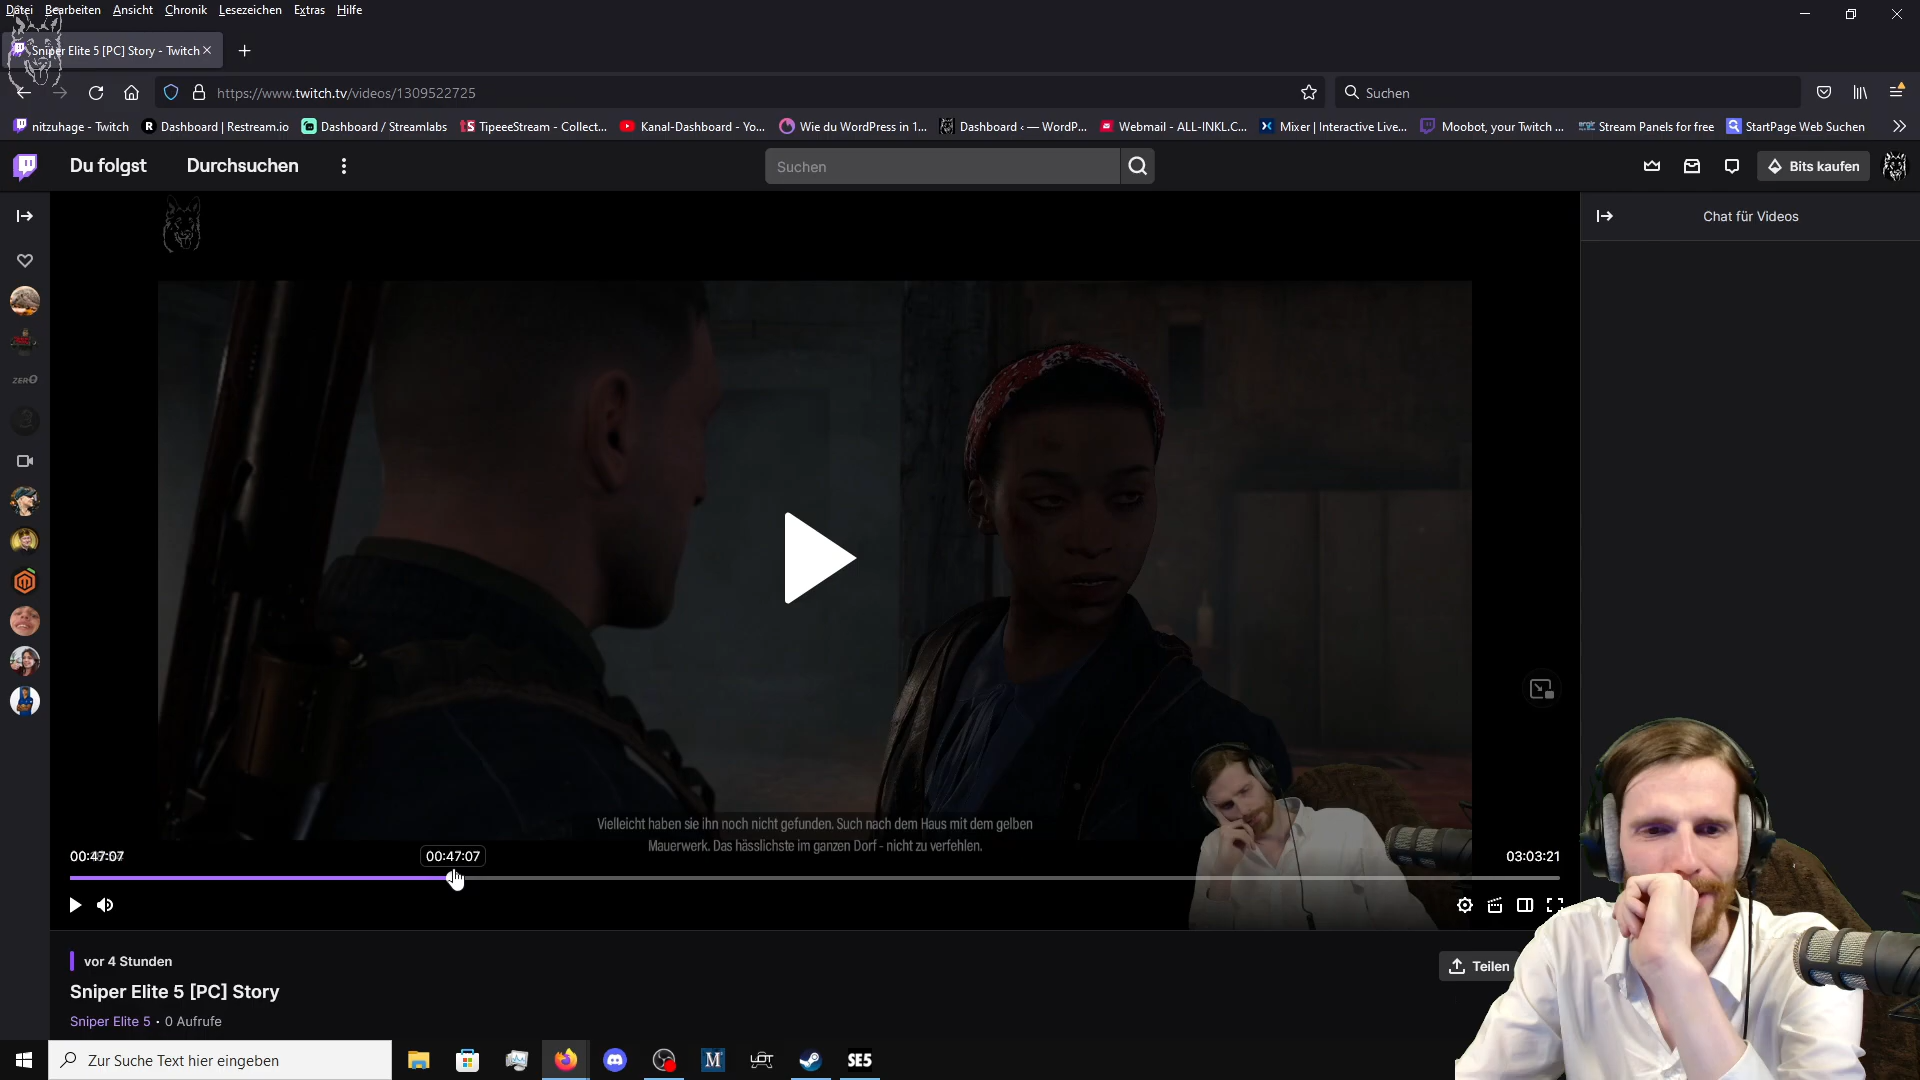 Datei Bearbeiten Ansicht Chronik Lesezeichen Extras Hilfe
Sniper Elite 5 [PC] Story - Twitch
https://www.twitch.tv/videos/1309522725
Suchen
nitzuhage - Twitch
Dashboard | Restream.io
Dashboard / Streamlabs
TipeeeStream - Collect...
Kanal-Dashboard - Yo...
Wie du WordPress in 1...
Dashboard ‹ — WordP...
Webmail - ALL-INKL.C...
Mixer | Interactive Live...
Moobot, your Twitch ...
Stream Panels for free
StartPage Web Suchen
Du folgst
Durchsuchen
Suchen
Bits kaufen
Chat für Videos
ZERO
Vielleicht haben sie ihn noch nicht gefunden. Such nach dem Haus mit dem gelben
Mauerwerk. Das hässlichste im ganzen Dorf - nicht zu verfehlen.
00:47:07
00:47:07
03:03:21
vor 4 Stunden
Teilen
Sniper Elite 5 [PC] Story
Sniper Elite 5 • 0 Aufrufe
Zur Suche Text hier eingeben
M
SE5